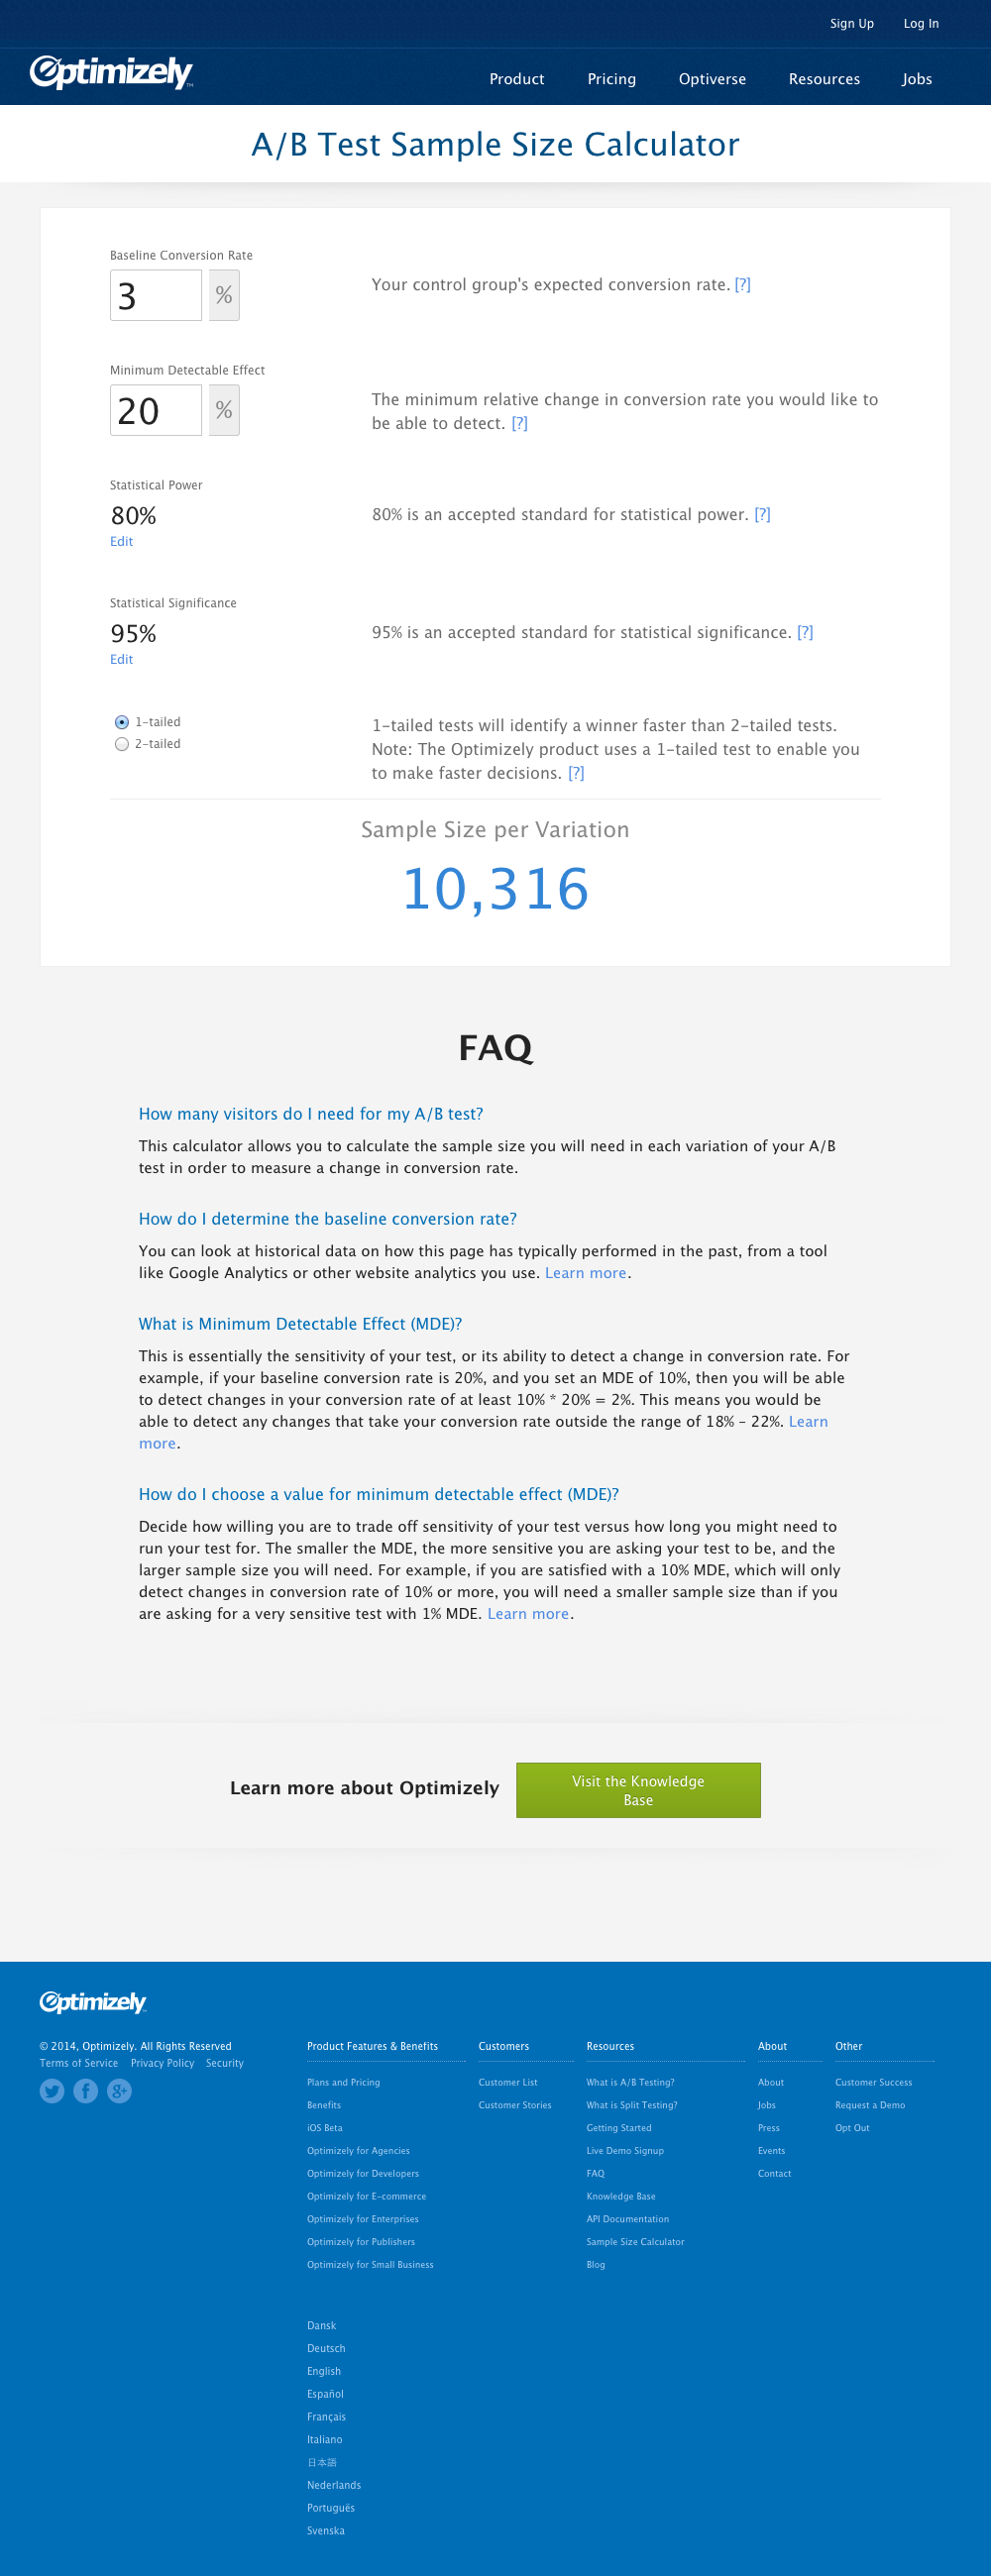 Sign Up Log In
Optimizely
Product Pricing Optiverse Resources Jobs
A/B Test Sample Size Calculator
Baseline Conversion Rate
3 %
Your control group's expected conversion rate. [?]
Minimum Detectable Effect
20 %
The minimum relative change in conversion rate you would like to
be able to detect. [?]
Statistical Power
80%
Edit
80% is an accepted standard for statistical power. [?]
Statistical Significance
95%
Edit
95% is an accepted standard for statistical significance. [?]
1-tailed
2-tailed
1-tailed tests will identify a winner faster than 2-tailed tests.
Note: The Optimizely product uses a 1-tailed test to enable you
to make faster decisions. [?]
Sample Size per Variation
10,316
FAQ
How many visitors do I need for my A/B test?
This calculator allows you to calculate the sample size you will need in each variation of your A/B
test in order to measure a change in conversion rate.
How do I determine the baseline conversion rate?
You can look at historical data on how this page has typically performed in the past, from a tool
like Google Analytics or other website analytics you use. Learn more.
What is Minimum Detectable Effect (MDE)?
This is essentially the sensitivity of your test, or its ability to detect a change in conversion rate. For
example, if your baseline conversion rate is 20%, and you set an MDE of 10%, then you will be able
to detect changes in your conversion rate of at least 10% * 20% = 2%. This means you would be
able to detect any changes that take your conversion rate outside the range of 18% - 22%. Learn
more.
How do I choose a value for minimum detectable effect (MDE)?
Decide how willing you are to trade off sensitivity of your test versus how long you might need to
run your test for. The smaller the MDE, the more sensitive you are asking your test to be, and the
larger sample size you will need. For example, if you are satisfied with a 10% MDE, which will only
detect changes in conversion rate of 10% or more, you will need a smaller sample size than if you
are asking for a very sensitive test with 1% MDE. Learn more.
Learn more about Optimizely
Visit the Knowledge
Base
Optimizely
© 2014, Optimizely. All Rights Reserved
Terms of Service Privacy Policy Security
Product Features & Benefits
Plans and Pricing
Benefits
iOS Beta
Optimizely for Agencies
Optimizely for Developers
Optimizely for E-commerce
Optimizely for Enterprises
Optimizely for Publishers
Optimizely for Small Business
Customers
Customer List
Customer Stories
Resources
What is A/B Testing?
What is Split Testing?
Getting Started
Live Demo Signup
FAQ
Knowledge Base
API Documentation
Sample Size Calculator
Blog
About
About
Jobs
Press
Events
Contact
Other
Customer Success
Request a Demo
Opt Out
Dansk
Deutsch
English
Español
Français
Italiano
日本語
Nederlands
Português
Svenska